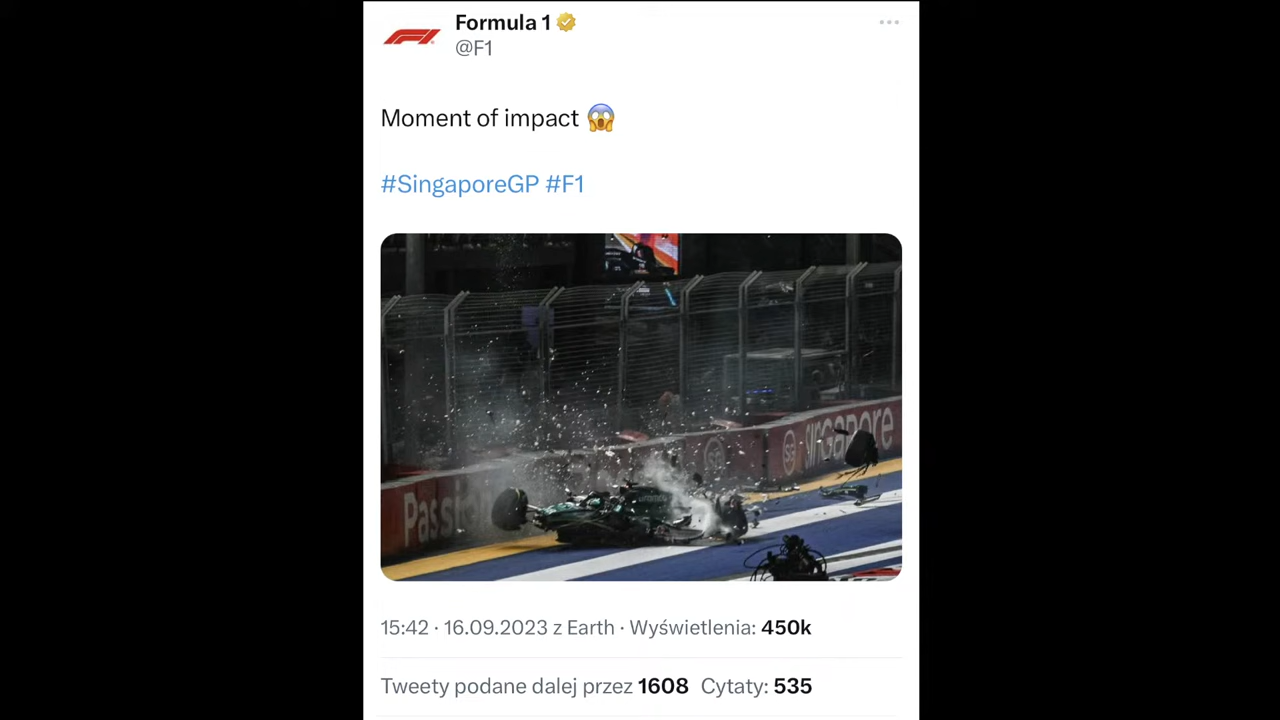 Formula 1
@F1
Moment of impact 😱
#SingaporeGP #F1
singapore
Passi
15:42 · 16.09.2023 z Earth · Wyświetlenia: 450k
Tweety podane dalej przez 1608 Cytaty: 535